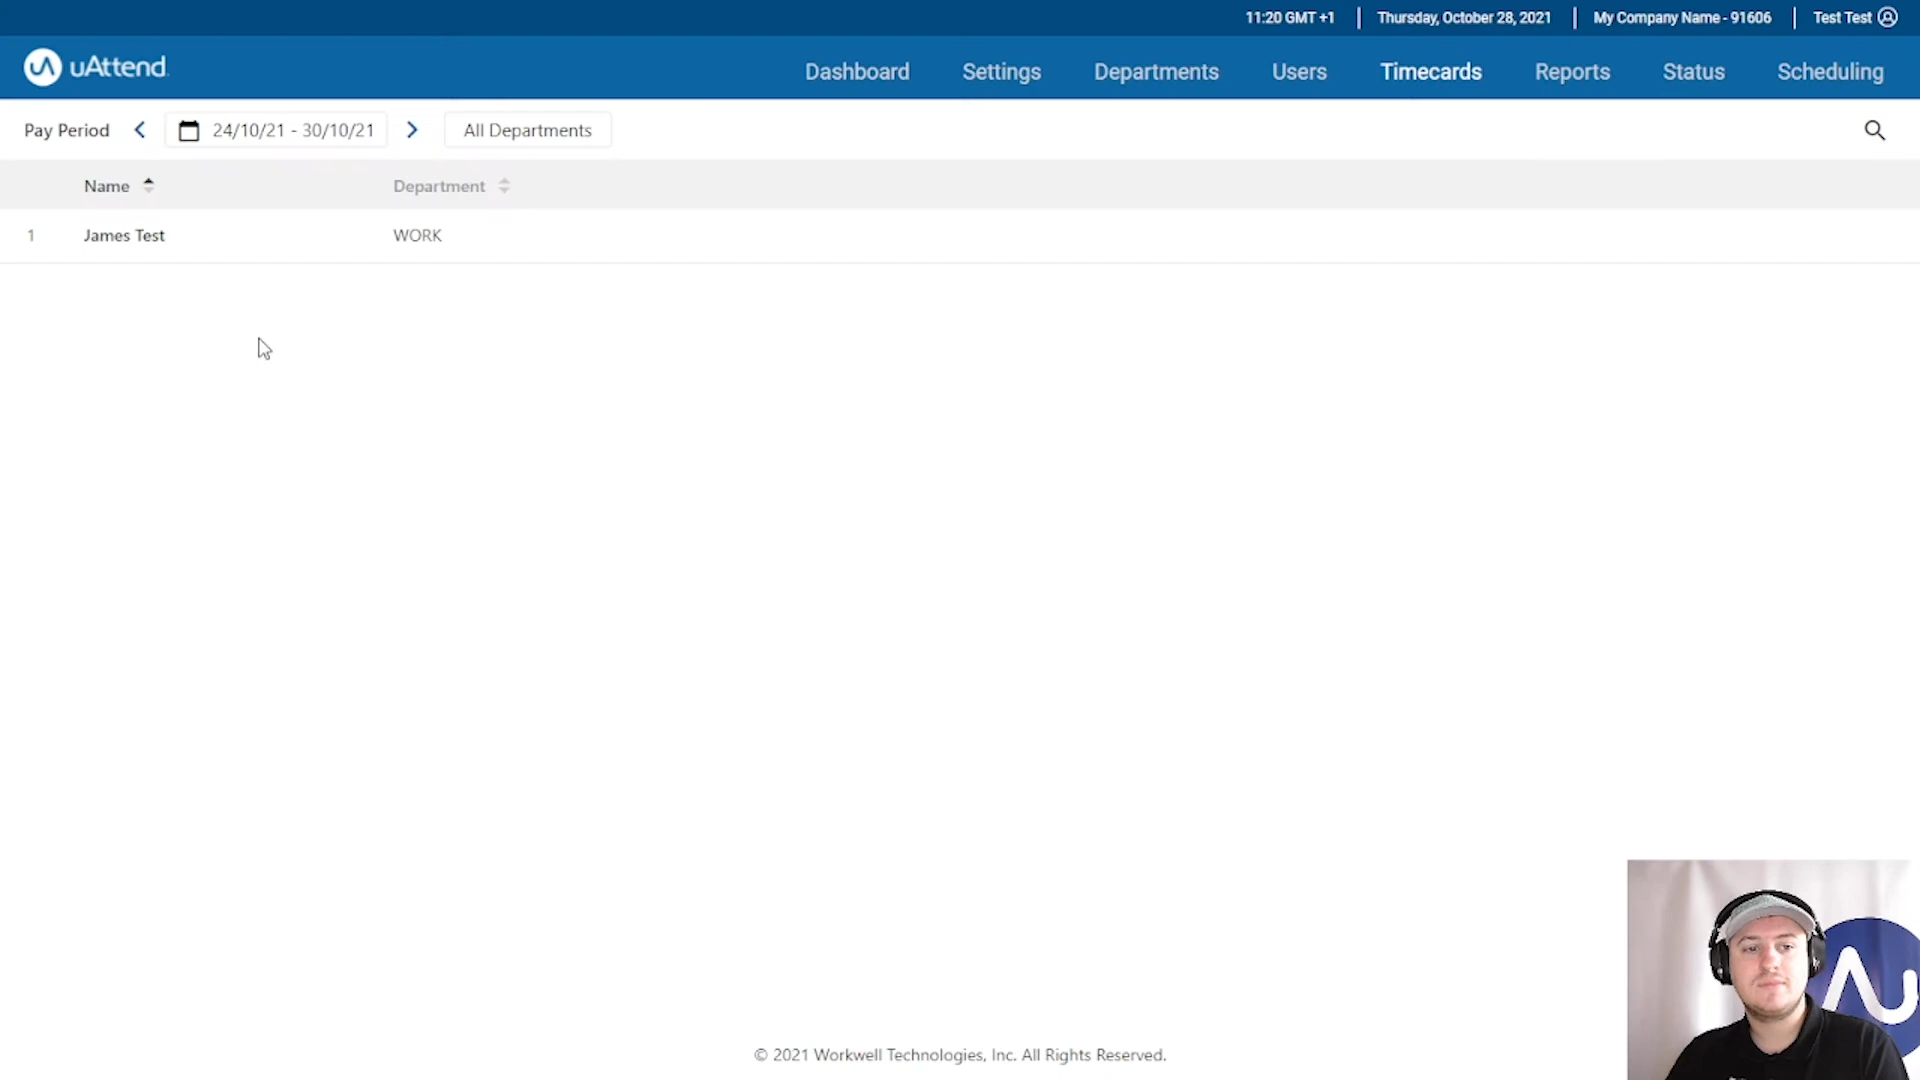 11:20 GMT +1 Thursday, October 28, 2021 My Company Name - 91606 Test Test
uAttend Dashboard Settings Departments Users Timecards Reports Status Scheduling
Pay Period 24/10/21 - 30/10/21 All Departments
Name Department
1 James Test WORK
© 2021 Workwell Technologies, Inc. All Rights Reserved.